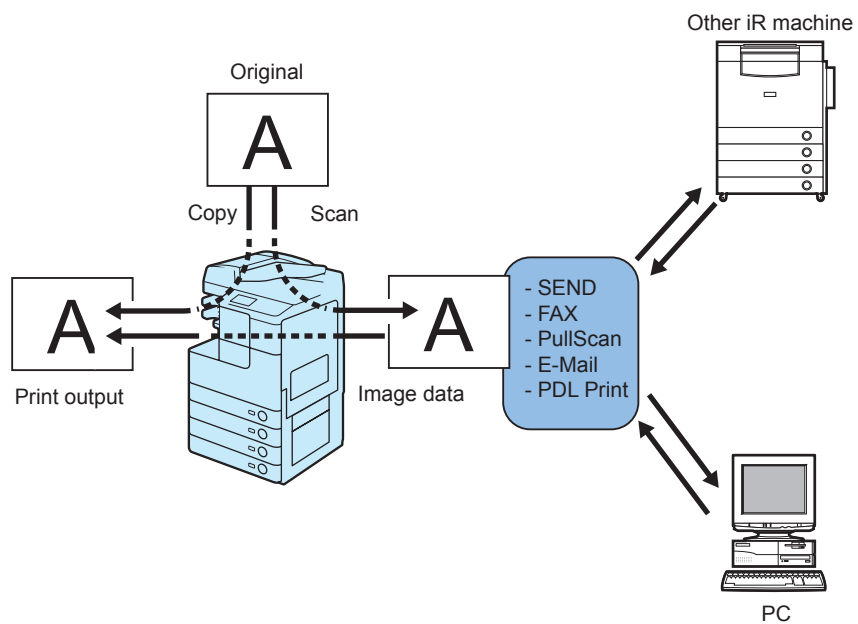 Other iR machine
Original
A
Copy Scan
A
Print output
A
Image data
- SEND
- FAX
- PullScan
- E-Mail
- PDL Print
PC